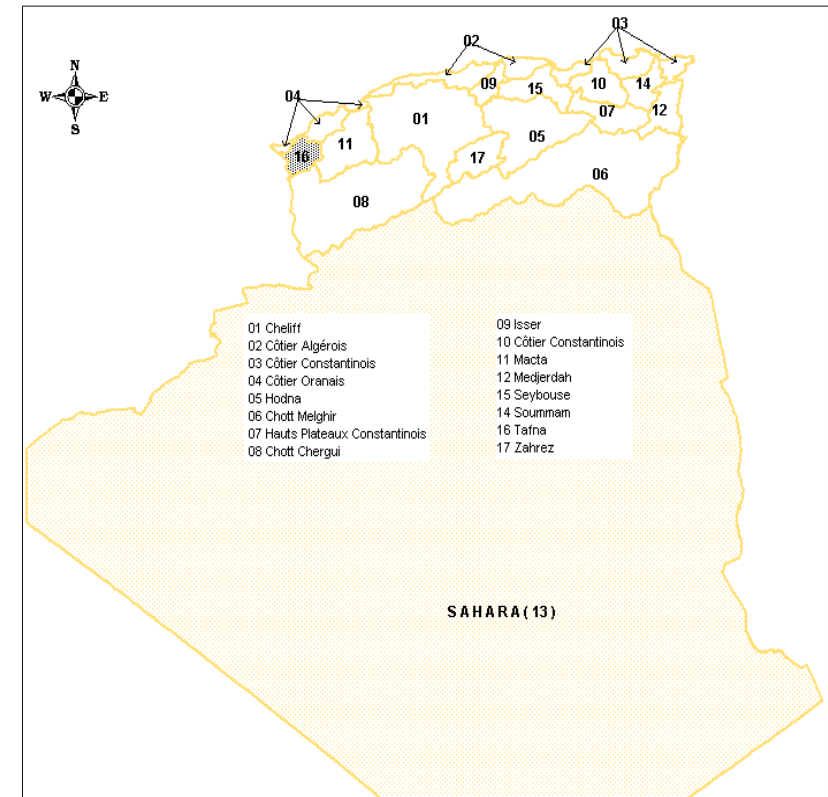 03
02
N
W E
S
04
09
10
14
15
01
07
12
11
05
16
17
06
08
01 Cheliff
02 Côtier Algérois
03 Côtier Constantinois
04 Côtier Oranais
05 Hodna
06 Chott Melghir
07 Hauts Plateaux Constantinois
08 Chott Chergui
09 Isser
10 Côtier Constantinois
11 Macta
12 Medjerdah
15 Seybouse
14 Soummam
16 Tafna
17 Zahrez
SAHARA(13)